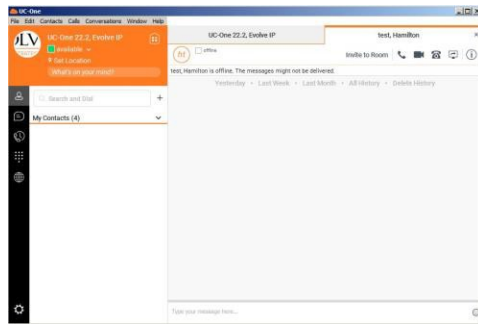 UC-One
File Edit Contacts Calls Conversations Window Help
UC-One 22.2, Evolve IP
available
Set Location
What's on your mind?
Search and Dial
My Contacts (4)
UC-One 22.2, Evolve IP
test, Hamilton
tH
offline
Invite to Room
test, Hamilton is offline. The messages might not be delivered.
Yesterday • Last Week • Last Month • All History • Delete History
Type your message here...